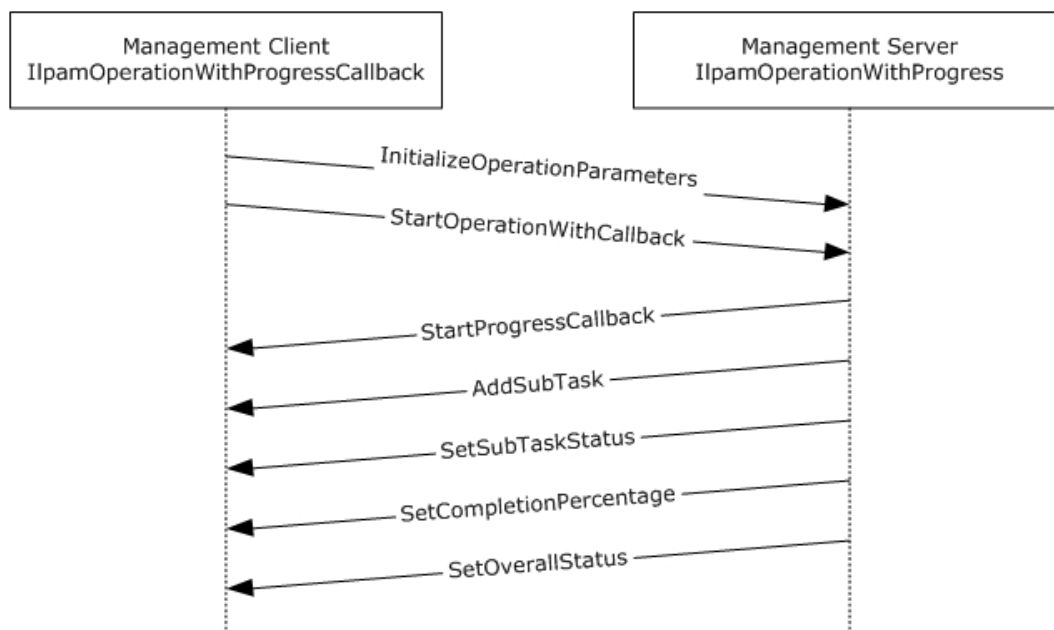 Management Client
IIpamOperationWithProgressCallback
Management Server
IIpamOperationWithProgress
InitializeOperationParameters
StartOperationWithCallback
StartProgressCallback
AddSubTask
SetSubTaskStatus
SetCompletionPercentage
SetOverallStatus